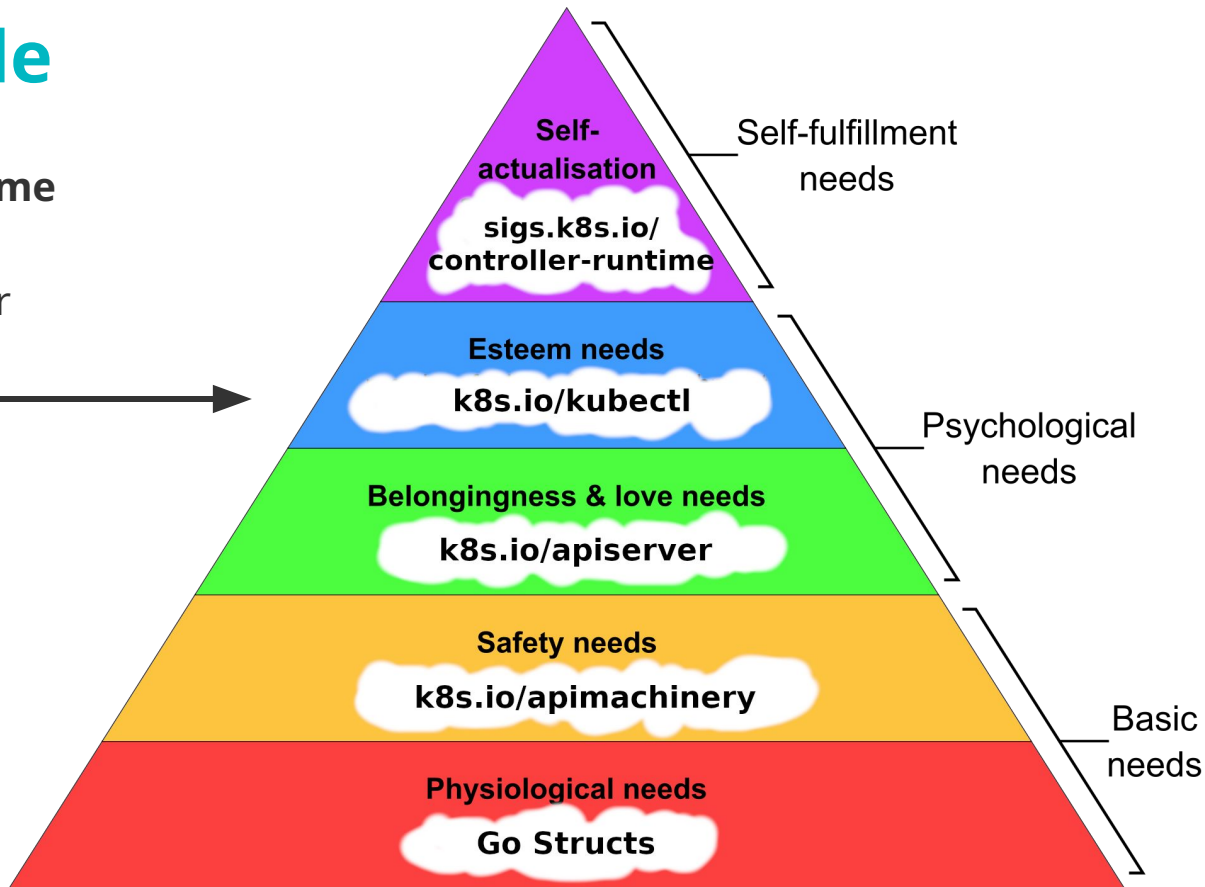 le
me
r
Self-
actualisation
sigs.k8s.io/
controller-runtime
Self-fulfillment
needs
Esteem needs
k8s.io/kubectl
Psychological
needs
Belongingness & love needs
k8s.io/apiserver
Safety needs
k8s.io/apimachinery
Basic
needs
Physiological needs
Go Structs